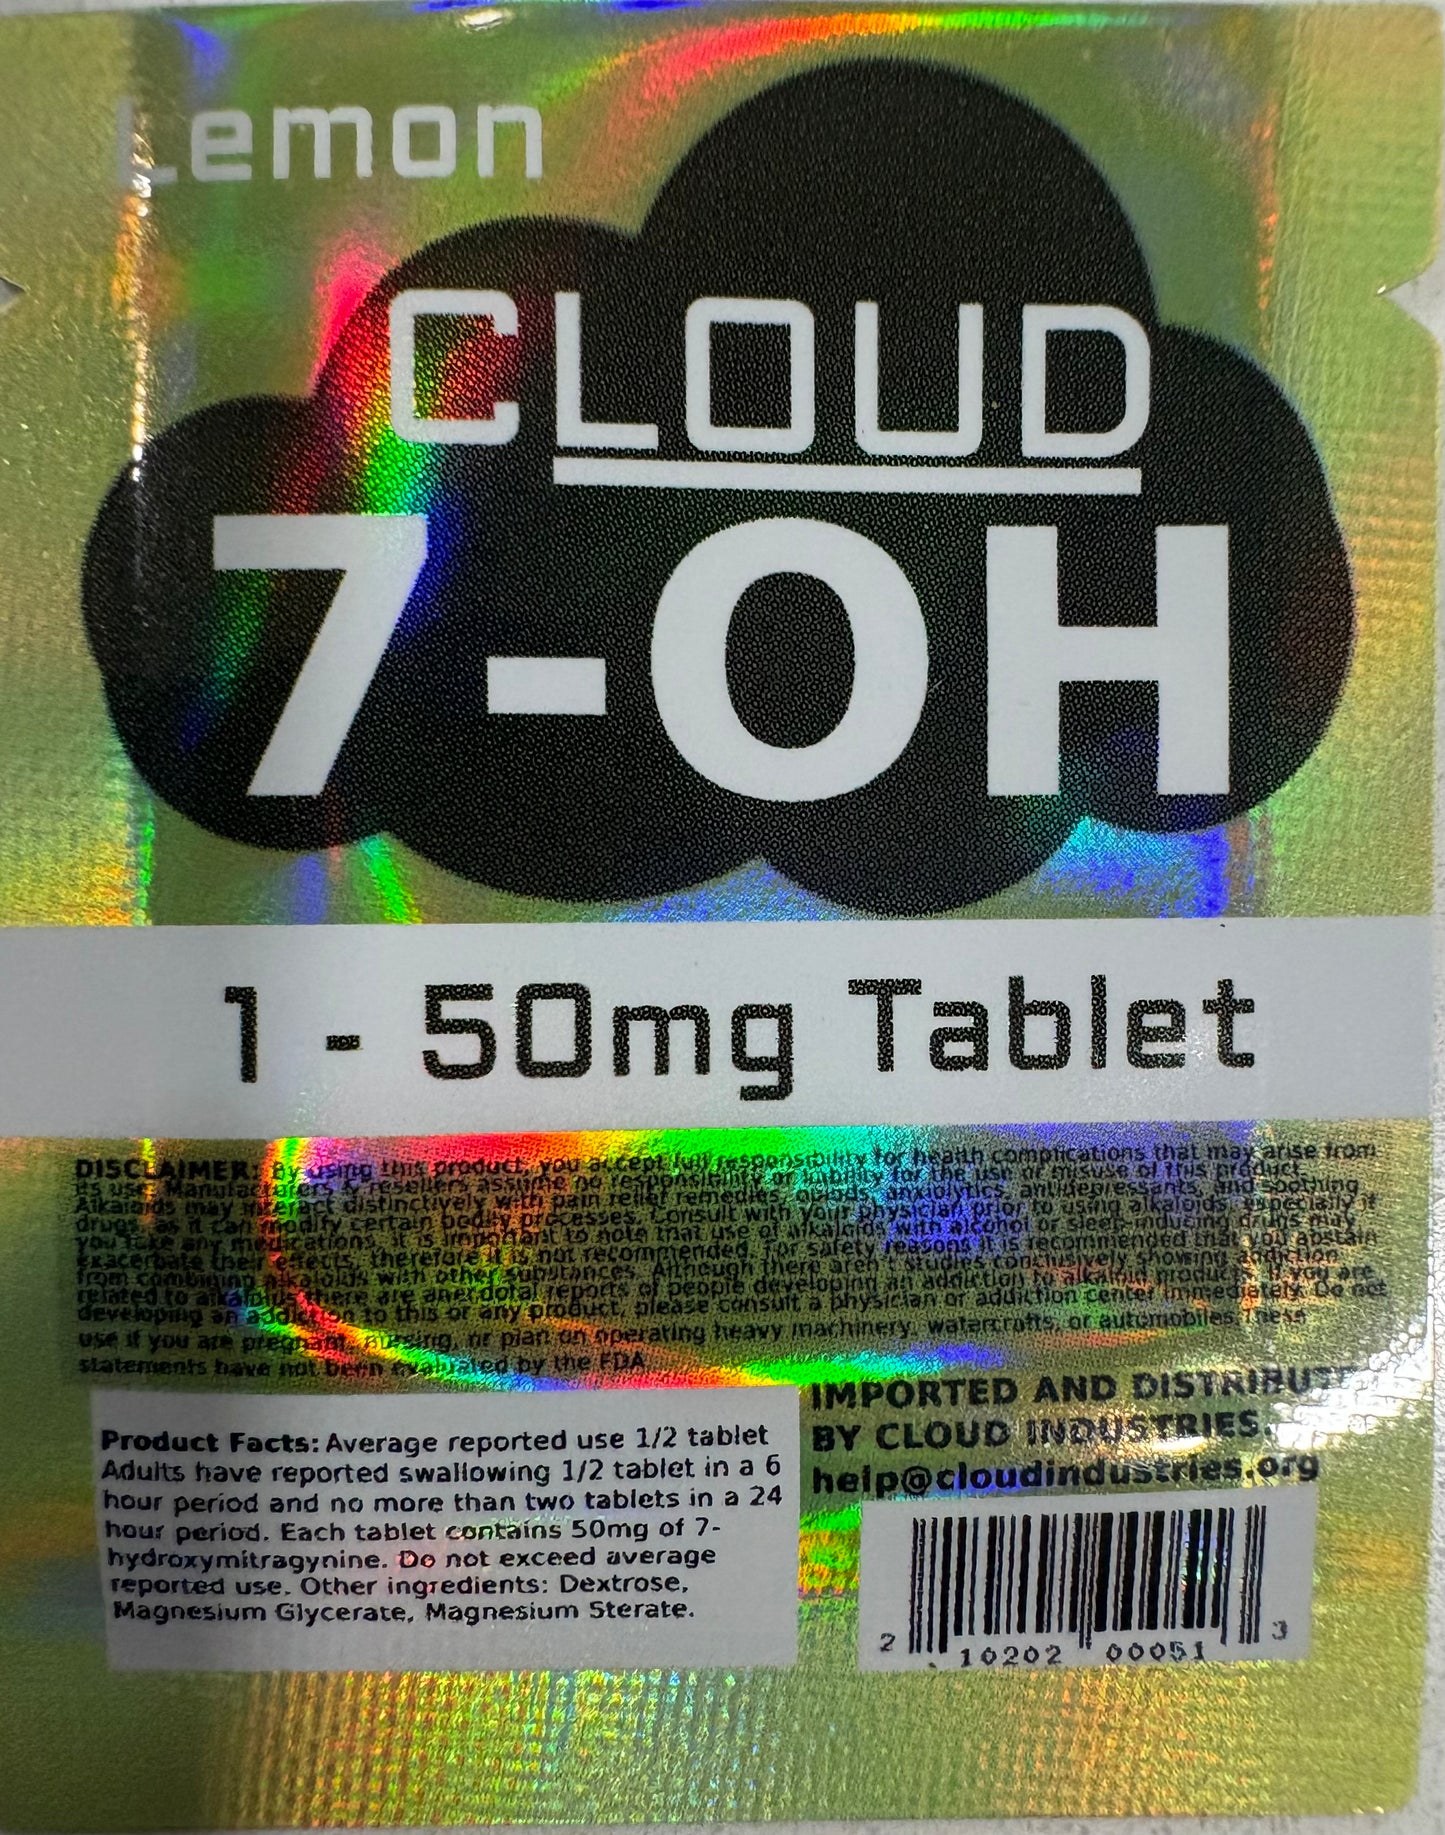 Lemon
CLOUD
7-OH
1 - 50mg Tablet
DISCLAIMER: By using this product, you accept full responsibility for health complications that may arise from
its use. Manufacturers & resellers assume no responsibility or liability for the use or misuse of this product.
Alkaloids may interact distinctively with pain relief remedies, opioids, anxiolytics, antidepressants, and soothing
drugs, as it can modify certain bodily processes. Consult with your physician prior to using alkaloids, especially if
you take any medications, it is important to note that use of alkaloids with alcohol or sleep-inducing drugs may
exacerbate their effects, therefore it is not recommended. For safety reasons it is recommended that you abstain
from combining alkaloids with other substances. Although there aren't studies conclusively showing addiction
related to alkaloids there are anecdotal reports of people developing an addiction to alkaloid products. If you are
developing an addiction to this or any product, please consult a physician or addiction center immediately. Do not
use if you are pregnant, nursing, or plan on operating heavy machinery, watercrafts, or automobiles. These
statements have not been evaluated by the FDA
Product Facts: Average reported use 1/2 tablet
Adults have reported swallowing 1/2 tablet in a 6
hour period and no more than two tablets in a 24
hour period. Each tablet contains 50mg of 7-
hydroxymitragynine. Do not exceed average
reported use. Other ingredients: Dextrose,
Magnesium Glycerate, Magnesium Sterate.
IMPORTED AND DISTRIBUTE
BY CLOUD INDUSTRIES.
help@cloudindustries.org
2 10202 00051 3